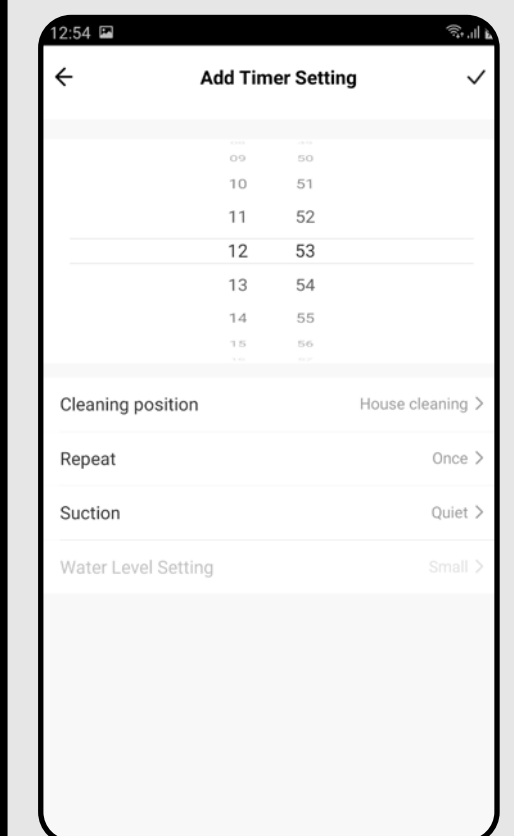 12:54
Add Timer Setting
09 50
10 51
11 52
12 53
13 54
14 55
15 56
Cleaning position House cleaning
Repeat Once
Suction Quiet
Water Level Setting Small